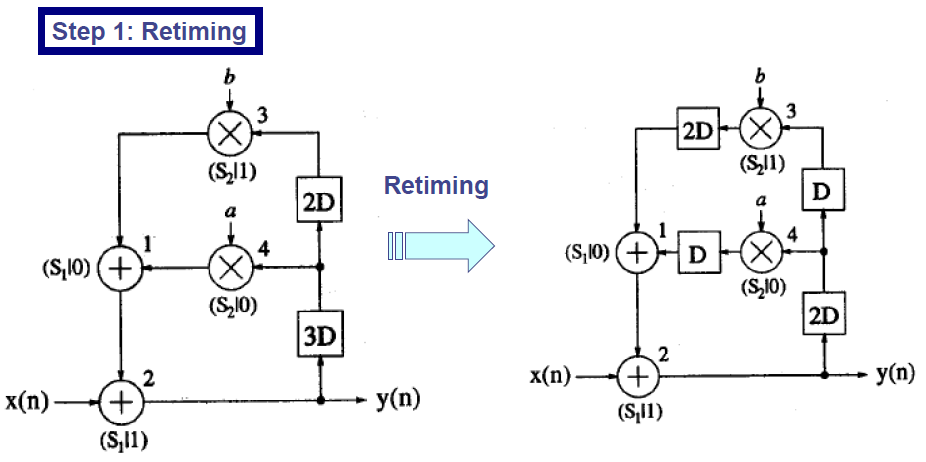 Step 1: Retiming
b
3
(S₂|1)
2D
a
1
4
(S₁|0)
(S₂|0)
3D
2
x(n)
y(n)
(S₁|1)
Retiming
b
3
2D
(S₂|1)
D
a
1
4
(S₁|0)
D
(S₂|0)
2D
2
x(n)
y(n)
(S₁|1)